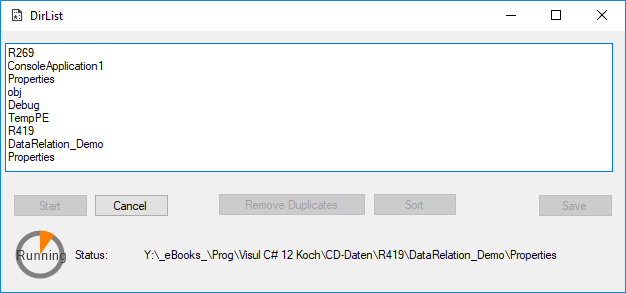 DirList
R269
ConsoleApplication1
Properties
obj
Debug
TempPE
R419
DataRelation_Demo
Properties
Start Cancel Remove Duplicates Sort Save
Running Status: Y:\_eBooks_\Prog\Visul C# 12 Koch\CD-Daten\R419\DataRelation_Demo\Properties